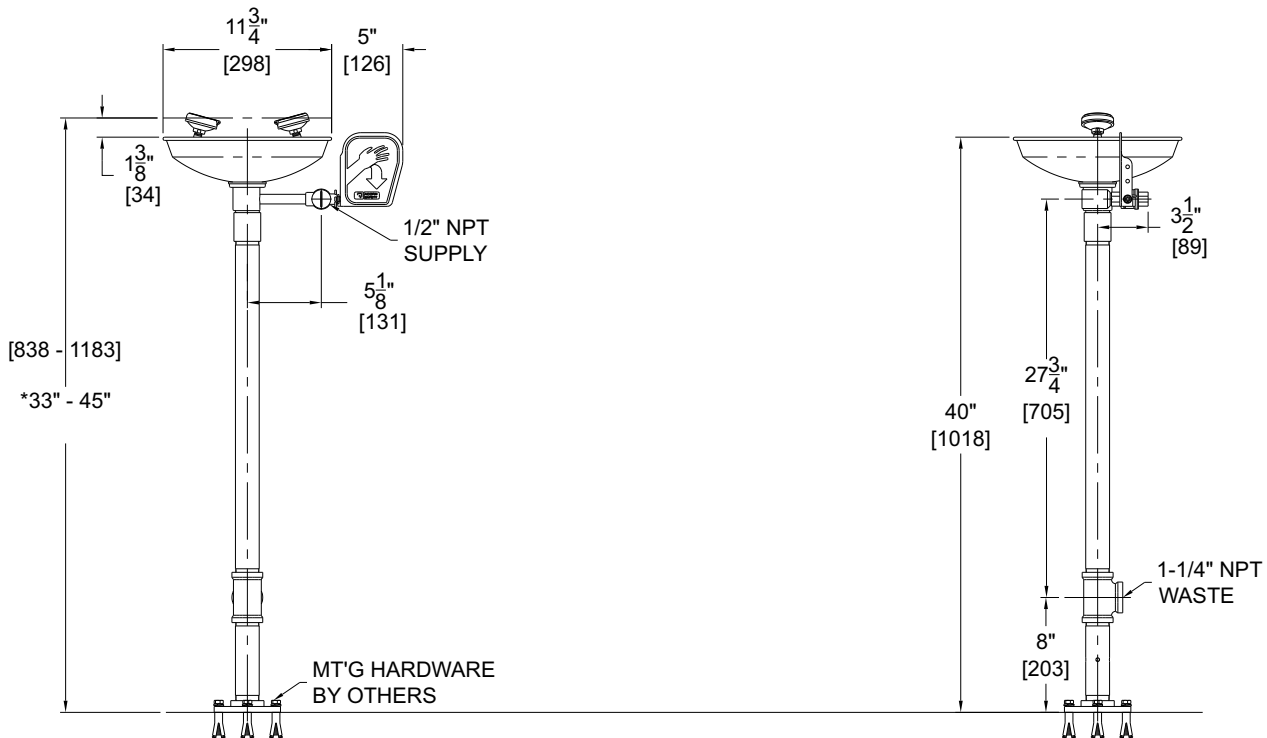 11 3/4"
[298]
5"
[126]
1 3/8"
[34]
1/2" NPT
SUPPLY
5 1/8"
[131]
[838 - 1183]
*33" - 45"
MT'G HARDWARE
BY OTHERS
3 1/2"
[89]
27 3/4"
[705]
40"
[1018]
1-1/4" NPT
WASTE
8"
[203]